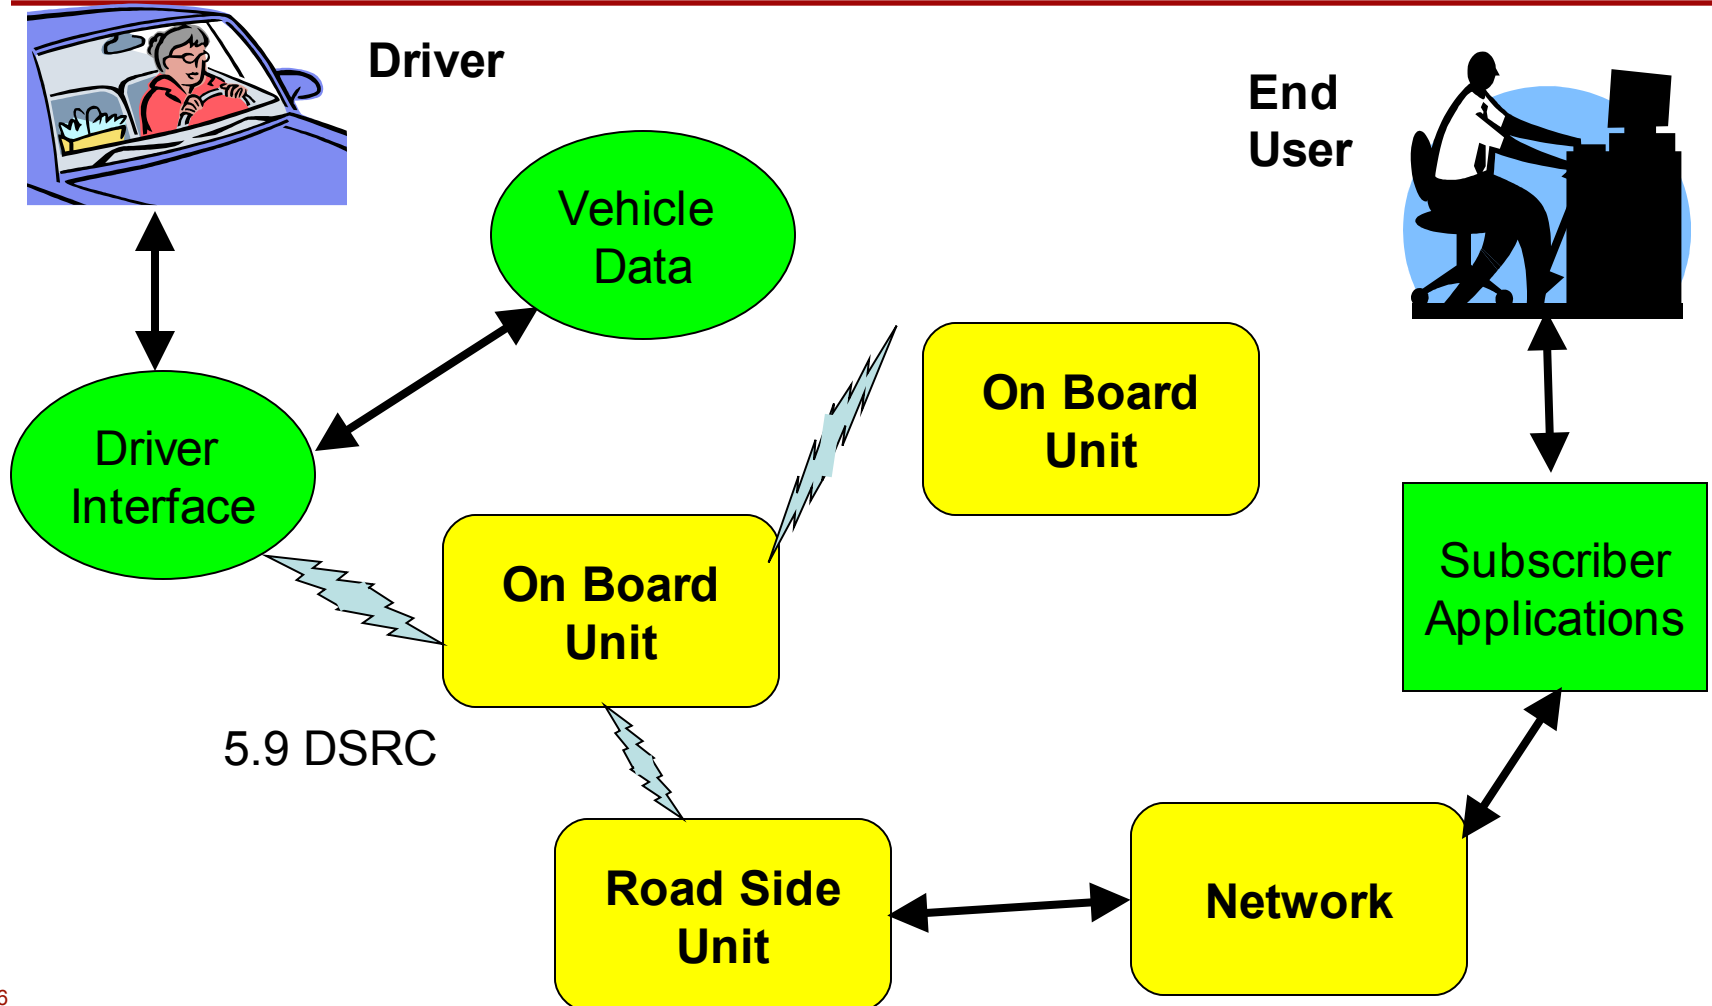 Driver
End
User
Vehicle
Data
On Board
Unit
Driver
Interface
On Board
Unit
Subscriber
Applications
5.9 DSRC
Road Side
Unit
Network
6